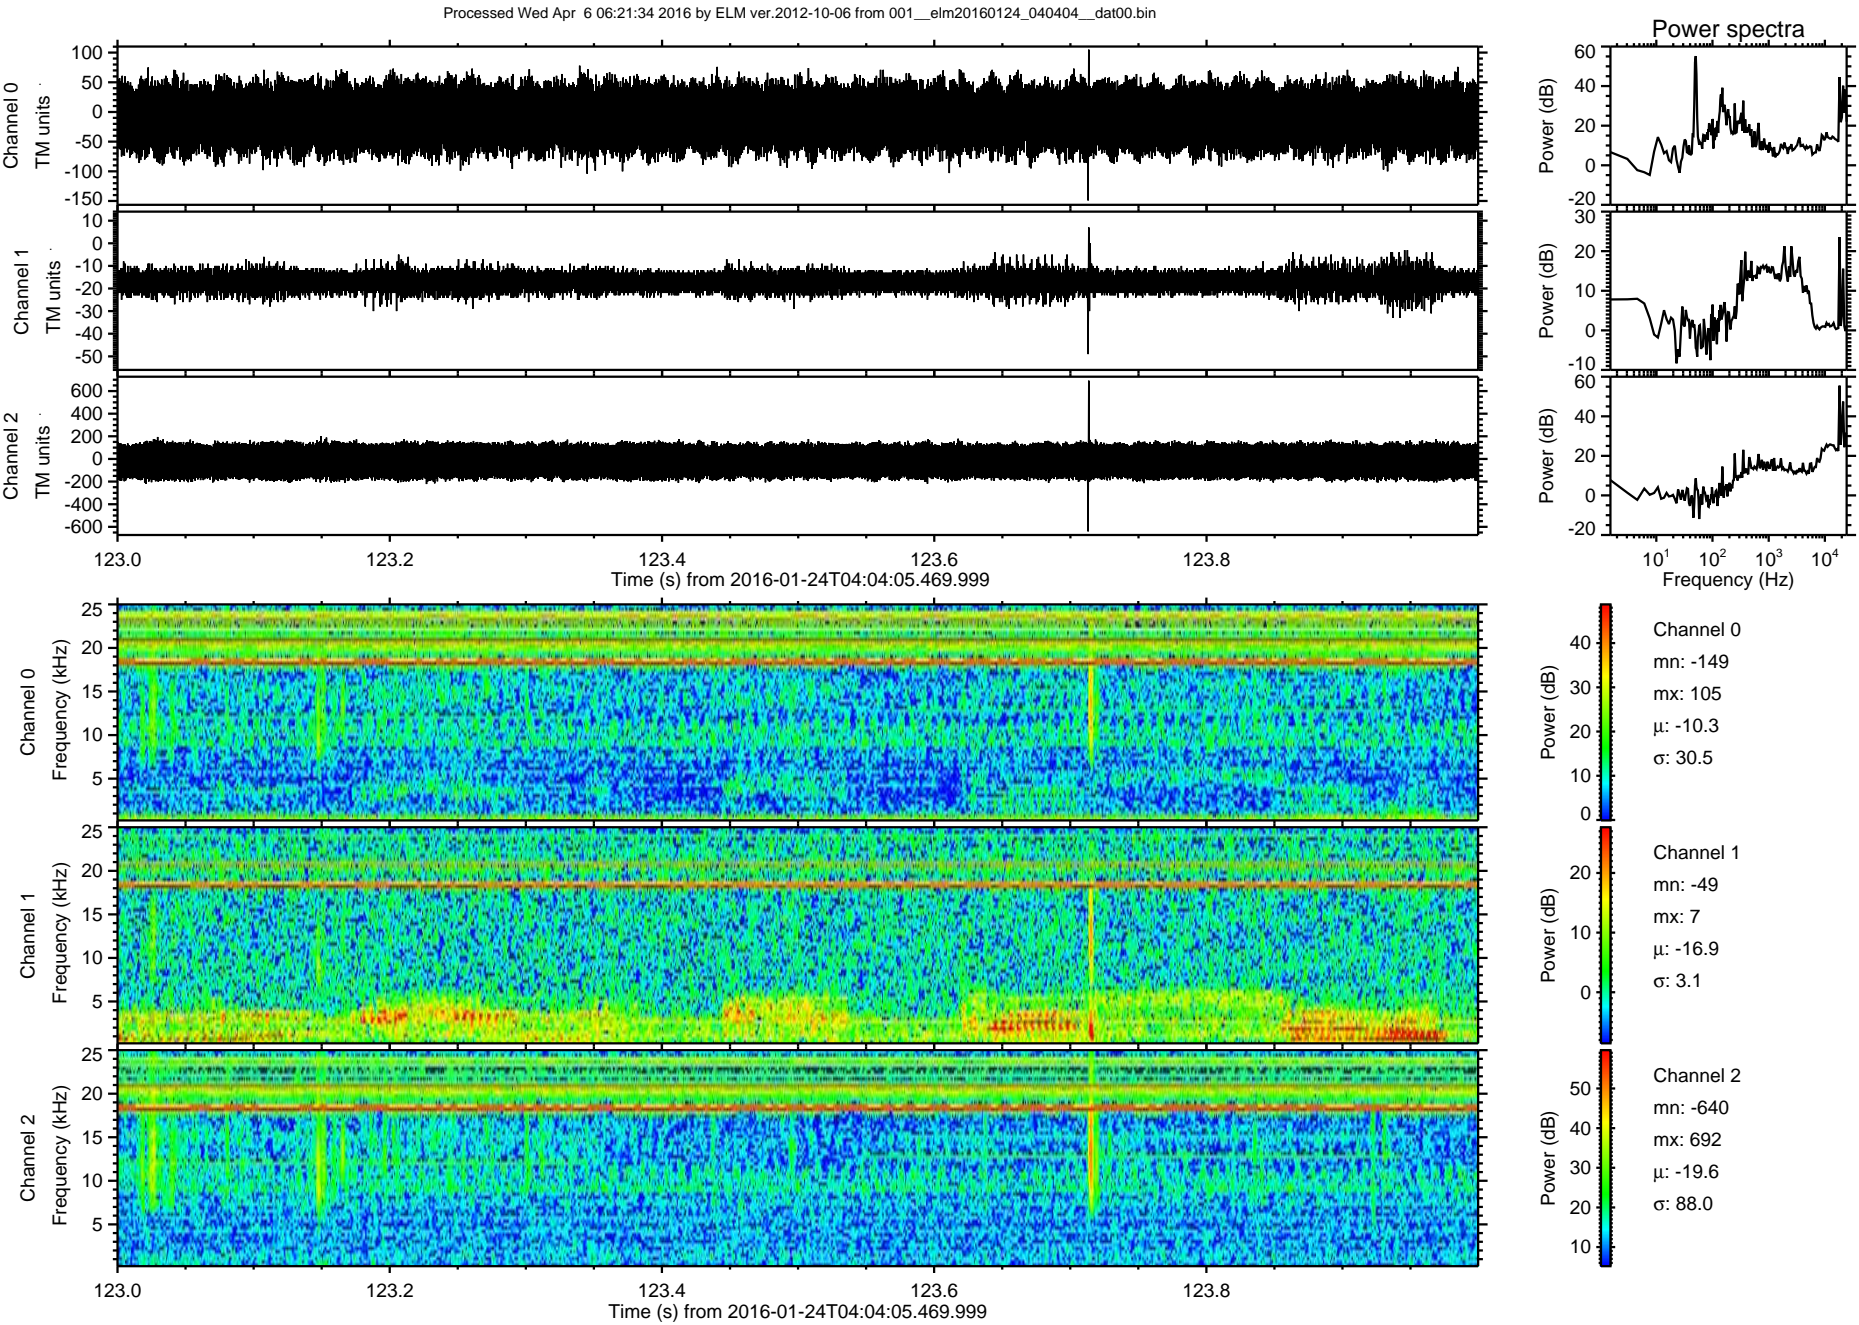 Processed Wed Apr  6 06:21:34 2016 by ELM ver.2012-10-06 from 001__elm20160124_040404__dat00.bin
Power spectra
Channel 0
TM units
100
50
0
-50
-100
-150
Power (dB)
60
40
20
0
-20
Channel 1
TM units
10
0
-10
-20
-30
-40
-50
Power (dB)
30
20
10
0
-10
Channel 2
TM units
600
400
200
0
-200
-400
-600
Power (dB)
60
40
20
0
-20
123.0 123.2 123.4 123.6 123.8
Time (s) from 2016-01-24T04:04:05.469.999
10^1 10^2 10^3 10^4
Frequency (Hz)
Channel 0
Frequency (kHz)
25
20
15
10
5
Power (dB)
40
30
20
10
0
Channel 0
mn: -149
mx: 105
μ: -10.3
σ: 30.5
Channel 1
Frequency (kHz)
25
20
15
10
5
Power (dB)
20
10
0
Channel 1
mn: -49
mx: 7
μ: -16.9
σ: 3.1
Channel 2
Frequency (kHz)
25
20
15
10
5
Power (dB)
50
40
30
20
10
Channel 2
mn: -640
mx: 692
μ: -19.6
σ: 88.0
123.0 123.2 123.4 123.6 123.8
Time (s) from 2016-01-24T04:04:05.469.999